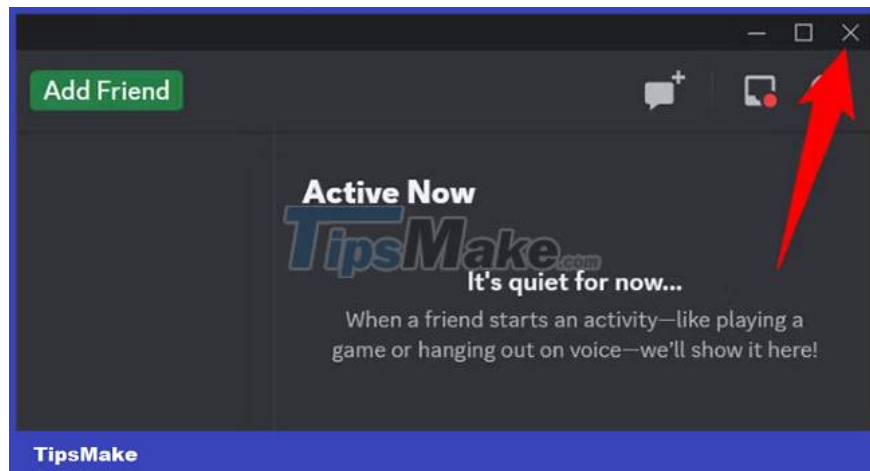 Add Friend
Active Now
TipsMake.com
It's quiet for now...
When a friend starts an activity—like playing a
game or hanging out on voice—we'll show it here!
TipsMake